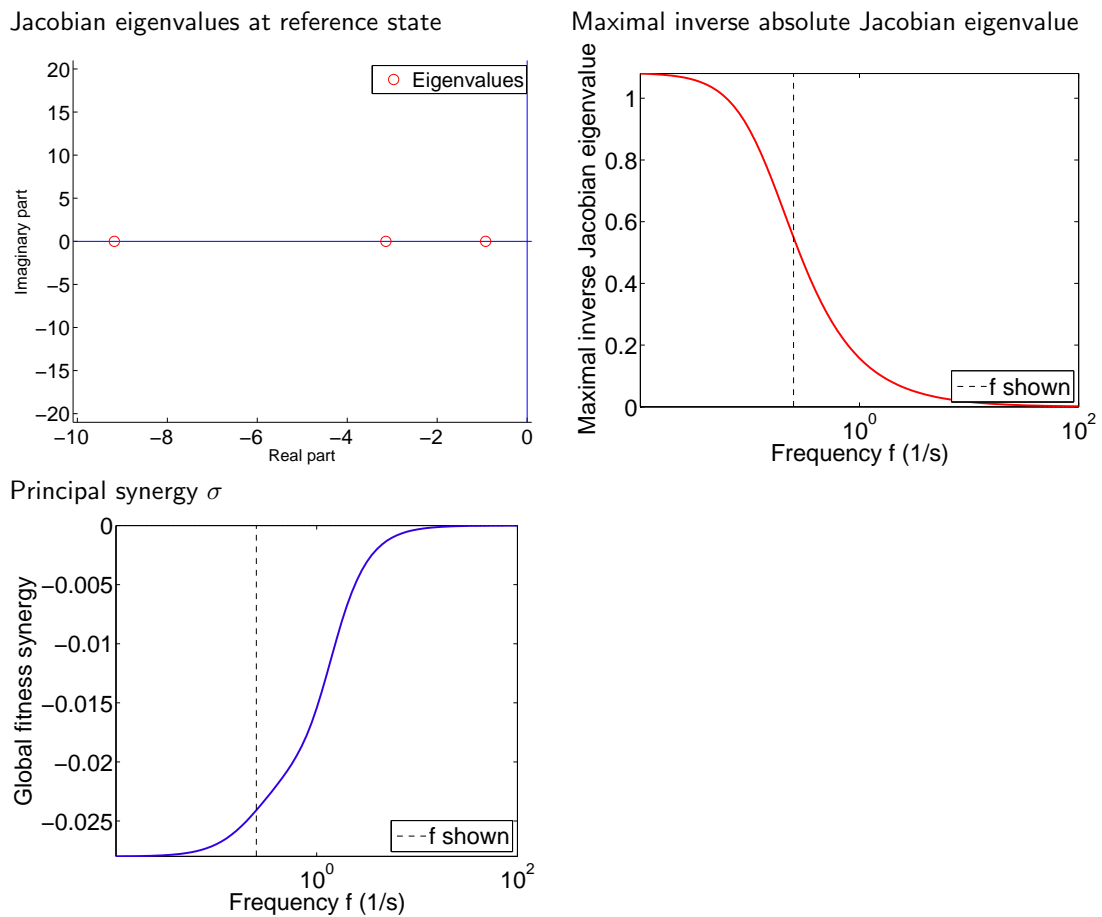 Jacobian eigenvalues at reference state
20
15
10
5
0
−5
−10
−15
−20
Imaginary part
−10 −8 −6 −4 −2 0
Real part
Eigenvalues
Maximal inverse absolute Jacobian eigenvalue
1
0.8
0.6
0.4
0.2
0
Maximal inverse Jacobian eigenvalue
10^0 10^2
Frequency f (1/s)
f shown
Principal synergy σ
0
−0.005
−0.01
−0.015
−0.02
−0.025
Global fitness synergy
10^0 10^2
Frequency f (1/s)
f shown